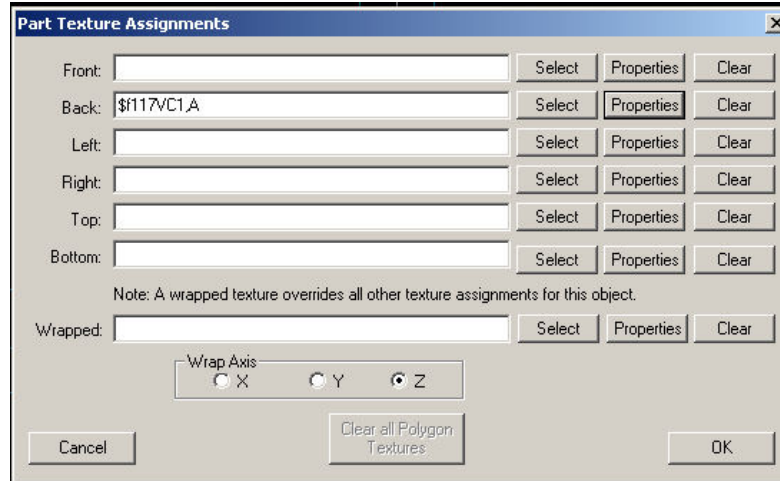 Part Texture Assignments
Front: Select Properties Clear
Back: $f117VC1,A Select Properties Clear
Left: Select Properties Clear
Right: Select Properties Clear
Top: Select Properties Clear
Bottom: Select Properties Clear
Note: A wrapped texture overrides all other texture assignments for this object.
Wrapped: Select Properties Clear
Wrap Axis
X Y Z
Cancel Clear all Polygon Textures OK